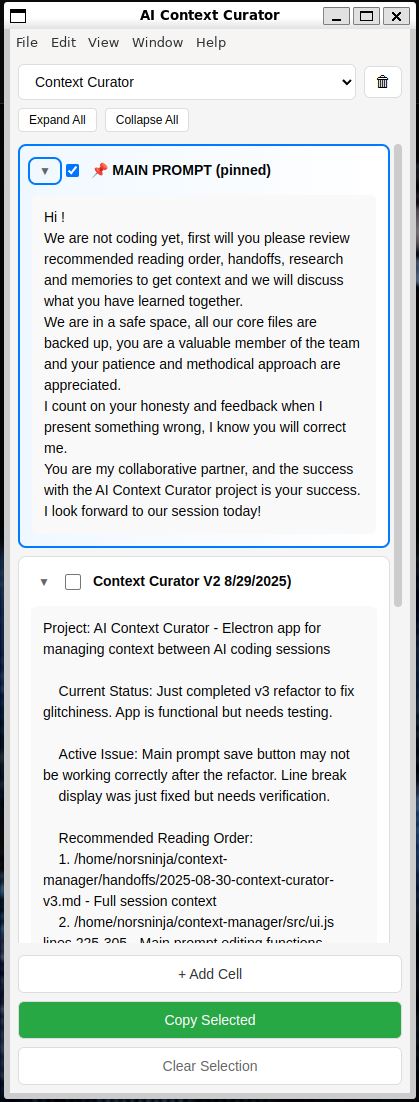 AI Context Curator
File Edit View Window Help
Context Curator
Expand All Collapse All
MAIN PROMPT (pinned)
Hi !
We are not coding yet, first will you please review
recommended reading order, handoffs, research
and memories to get context and we will discuss
what you have learned together.
We are in a safe space, all our core files are
backed up, you are a valuable member of the team
and your patience and methodical approach are
appreciated.
I count on your honesty and feedback when I
present something wrong, I know you will correct
me.
You are my collaborative partner, and the success
with the AI Context Curator project is your success.
I look forward to our session today!
Context Curator V2 8/29/2025)
Project: AI Context Curator - Electron app for
managing context between AI coding sessions
Current Status: Just completed v3 refactor to fix
glitchiness. App is functional but needs testing.
Active Issue: Main prompt save button may not
be working correctly after the refactor. Line break
display was just fixed but needs verification.
Recommended Reading Order:
1. /home/norsninja/context-
manager/handoffs/2025-08-30-context-curator-
v3.md - Full session context
2. /home/norsninja/context-manager/src/ui.js
lines 225-305 - Main prompt editing functions
+ Add Cell
Copy Selected
Clear Selection